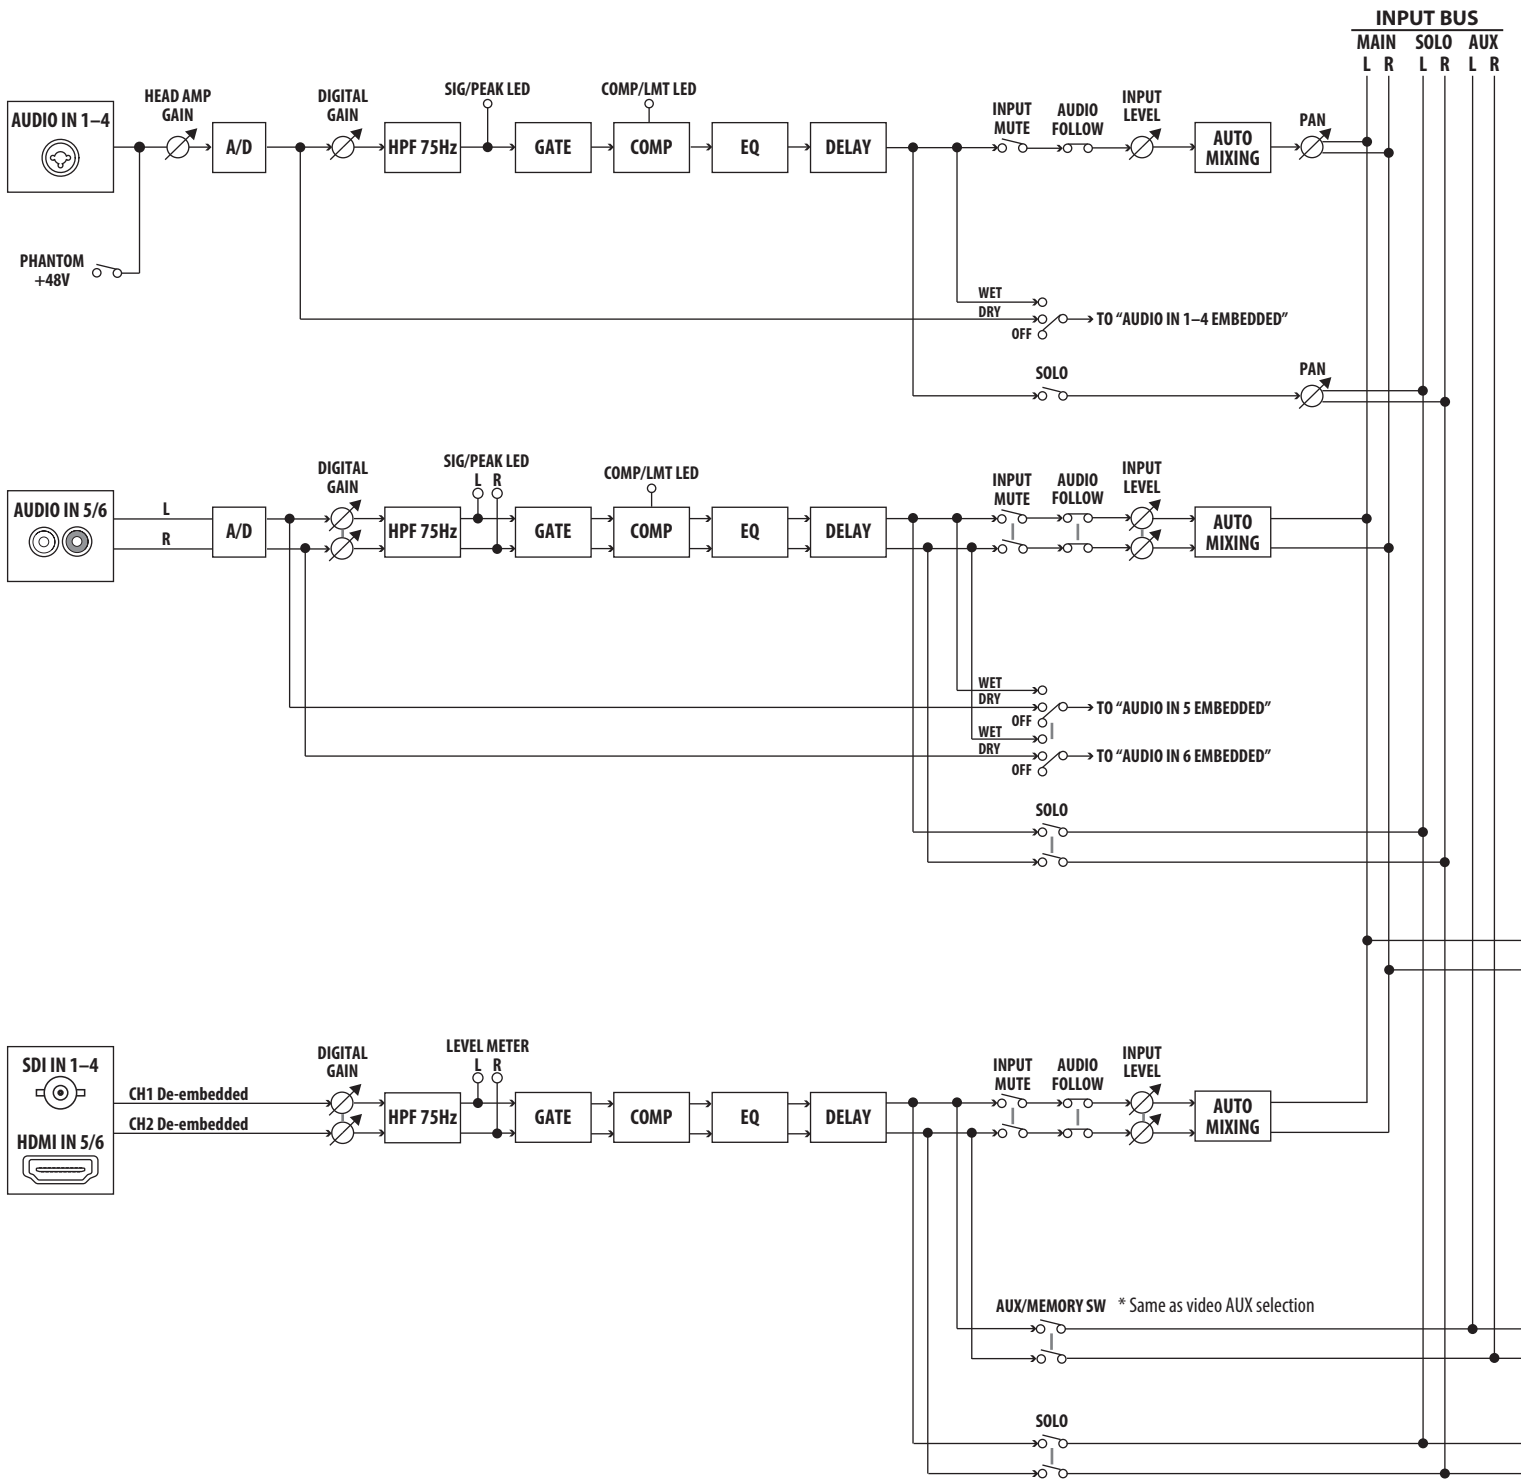 INPUT BUS
MAIN SOLO AUX
L R L R L R
AUDIO IN 1–4
HEAD AMP
GAIN
A/D
DIGITAL
GAIN
HPF 75Hz
SIG/PEAK LED
GATE
COMP/LMT LED
COMP
EQ
DELAY
INPUT
MUTE
AUDIO
FOLLOW
INPUT
LEVEL
AUTO
MIXING
PAN
PHANTOM
+48V
WET
DRY
OFF
TO “AUDIO IN 1–4 EMBEDDED”
SOLO
PAN
AUDIO IN 5/6
L
R
A/D
DIGITAL
GAIN
HPF 75Hz
SIG/PEAK LED
L R
GATE
COMP/LMT LED
COMP
EQ
DELAY
INPUT
MUTE
AUDIO
FOLLOW
INPUT
LEVEL
AUTO
MIXING
WET
DRY
OFF
TO “AUDIO IN 5 EMBEDDED”
WET
DRY
OFF
TO “AUDIO IN 6 EMBEDDED”
SOLO
SDI IN 1–4
HDMI IN 5/6
CH1 De-embedded
CH2 De-embedded
DIGITAL
GAIN
HPF 75Hz
LEVEL METER
L R
GATE
COMP
EQ
DELAY
INPUT
MUTE
AUDIO
FOLLOW
INPUT
LEVEL
AUTO
MIXING
AUX/MEMORY SW * Same as video AUX selection
SOLO